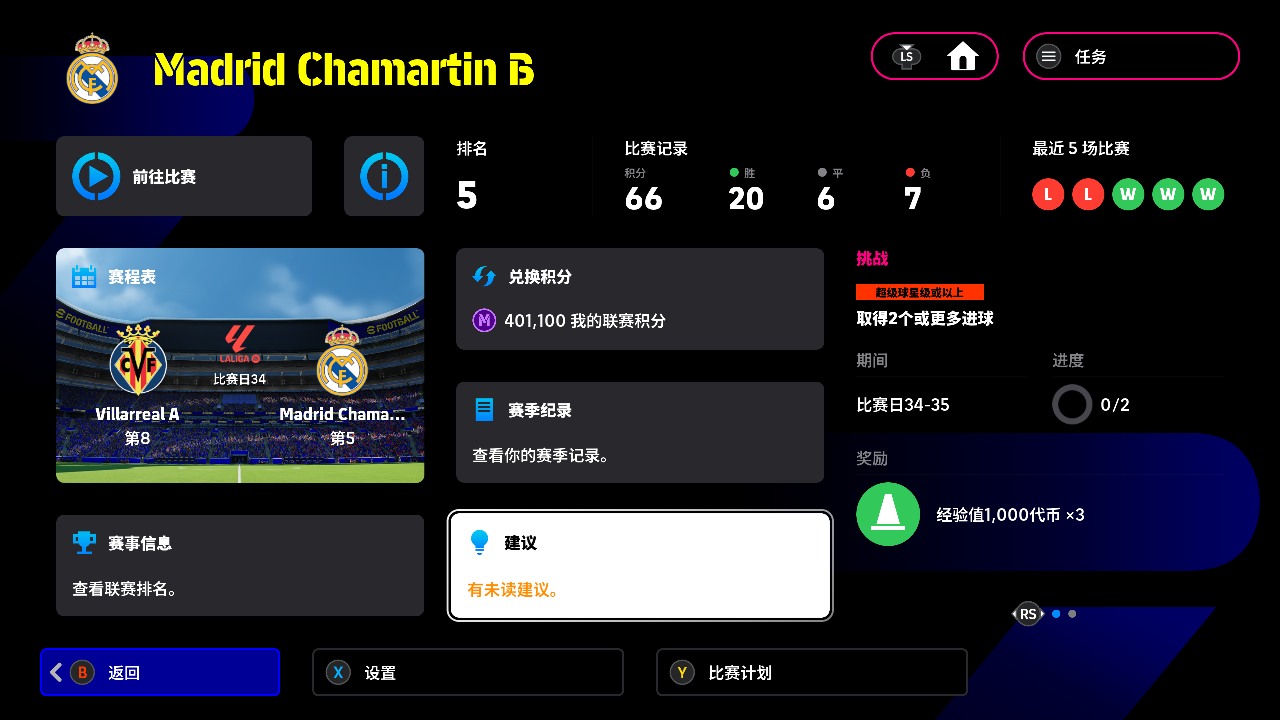 Madrid Chamartin B
LS
任务
前往比赛
排名
5
比赛记录
积分
66
胜
20
平
6
负
7
最近 5 场比赛
L L W W W
赛程表
eFOOTBALL
eFOOTBALL
LALIGA EA
比赛日34
Villarreal A
第8
Madrid Chama...
第5
兑换积分
M 401,100 我的联赛积分
赛季纪录
查看你的赛季记录。
赛事信息
查看联赛排名。
建议
有未读建议。
挑战
超级球星级或以上
取得2个或更多进球
期间
进度
比赛日34-35
0/2
奖励
经验值1,000代币 ×3
RS
B 返回
X 设置
Y 比赛计划